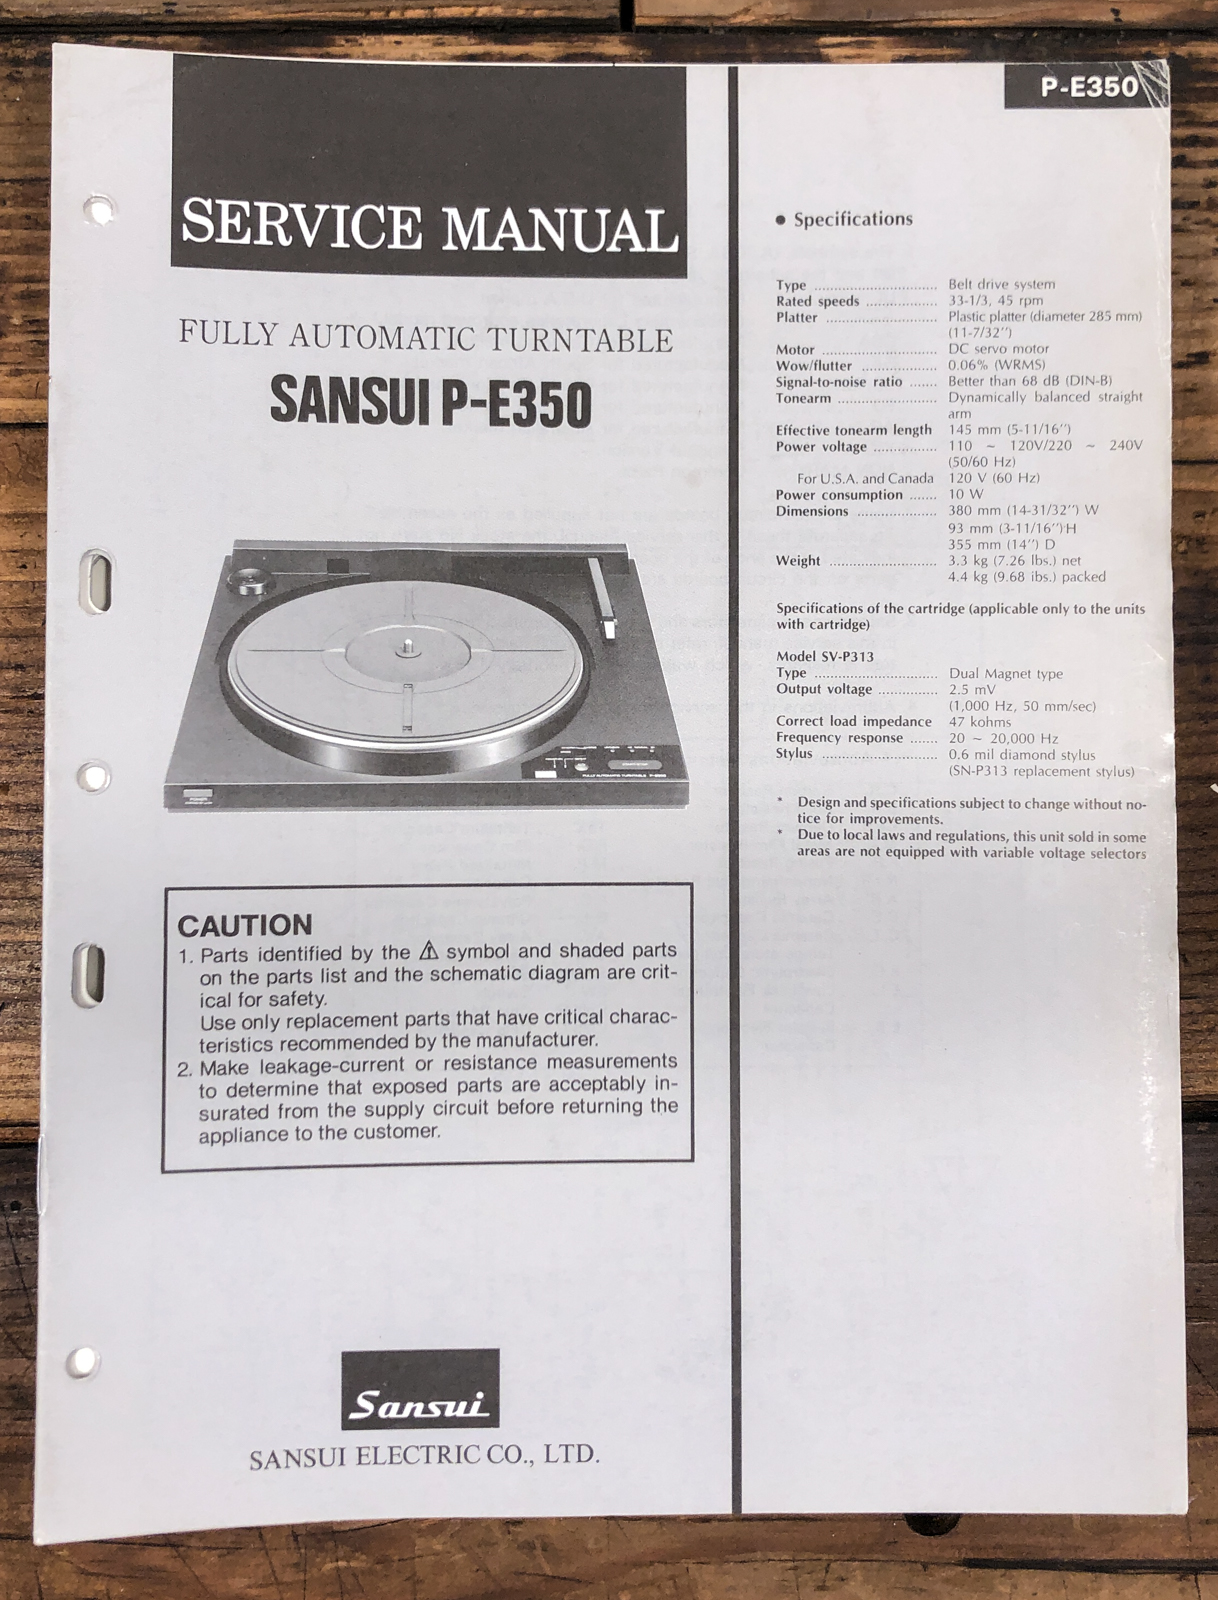 SERVICE MANUAL
FULLY AUTOMATIC TURNTABLE
SANSUI P-E350
POWER
FULLY AUTOMATIC TURNTABLE
CAUTION
1. Parts identified by the ⚠ symbol and shaded parts
on the parts list and the schematic diagram are crit-
ical for safety.
Use only replacement parts that have critical charac-
teristics recommended by the manufacturer.
2. Make leakage-current or resistance measurements
to determine that exposed parts are acceptably in-
surated from the supply circuit before returning the
appliance to the customer.
Sansui
SANSUI ELECTRIC CO., LTD.
P-E350
● Specifications
Type .............................. Belt drive system
Rated speeds ................. 33-1/3, 45 rpm
Platter ........................... Plastic platter (diameter 285 mm)
(11-7/32'')
Motor ............................ DC servo motor
Wow/flutter .................. 0.06% (WRMS)
Signal-to-noise ratio ....... Better than 68 dB (DIN-B)
Tonearm ........................ Dynamically balanced straight
arm
Effective tonearm length 145 mm (5-11/16'')
Power voltage ................ 110 ~ 120V/220 ~ 240V
(50/60 Hz)
For U.S.A. and Canada 120 V (60 Hz)
Power consumption ....... 10 W
Dimensions ................... 380 mm (14-31/32'') W
93 mm (3-11/16'') H
355 mm (14'') D
Weight .......................... 3.3 kg (7.26 lbs.) net
4.4 kg (9.68 ibs.) packed
Specifications of the cartridge (applicable only to the units
with cartridge)
Model SV-P313
Type .............................. Dual Magnet type
Output voltage .............. 2.5 mV
(1,000 Hz, 50 mm/sec)
Correct load impedance 47 kohms
Frequency response ....... 20 ~ 20,000 Hz
Stylus ............................ 0.6 mil diamond stylus
(SN-P313 replacement stylus)
* Design and specifications subject to change without no-
tice for improvements.
* Due to local laws and regulations, this unit sold in some
areas are not equipped with variable voltage selectors